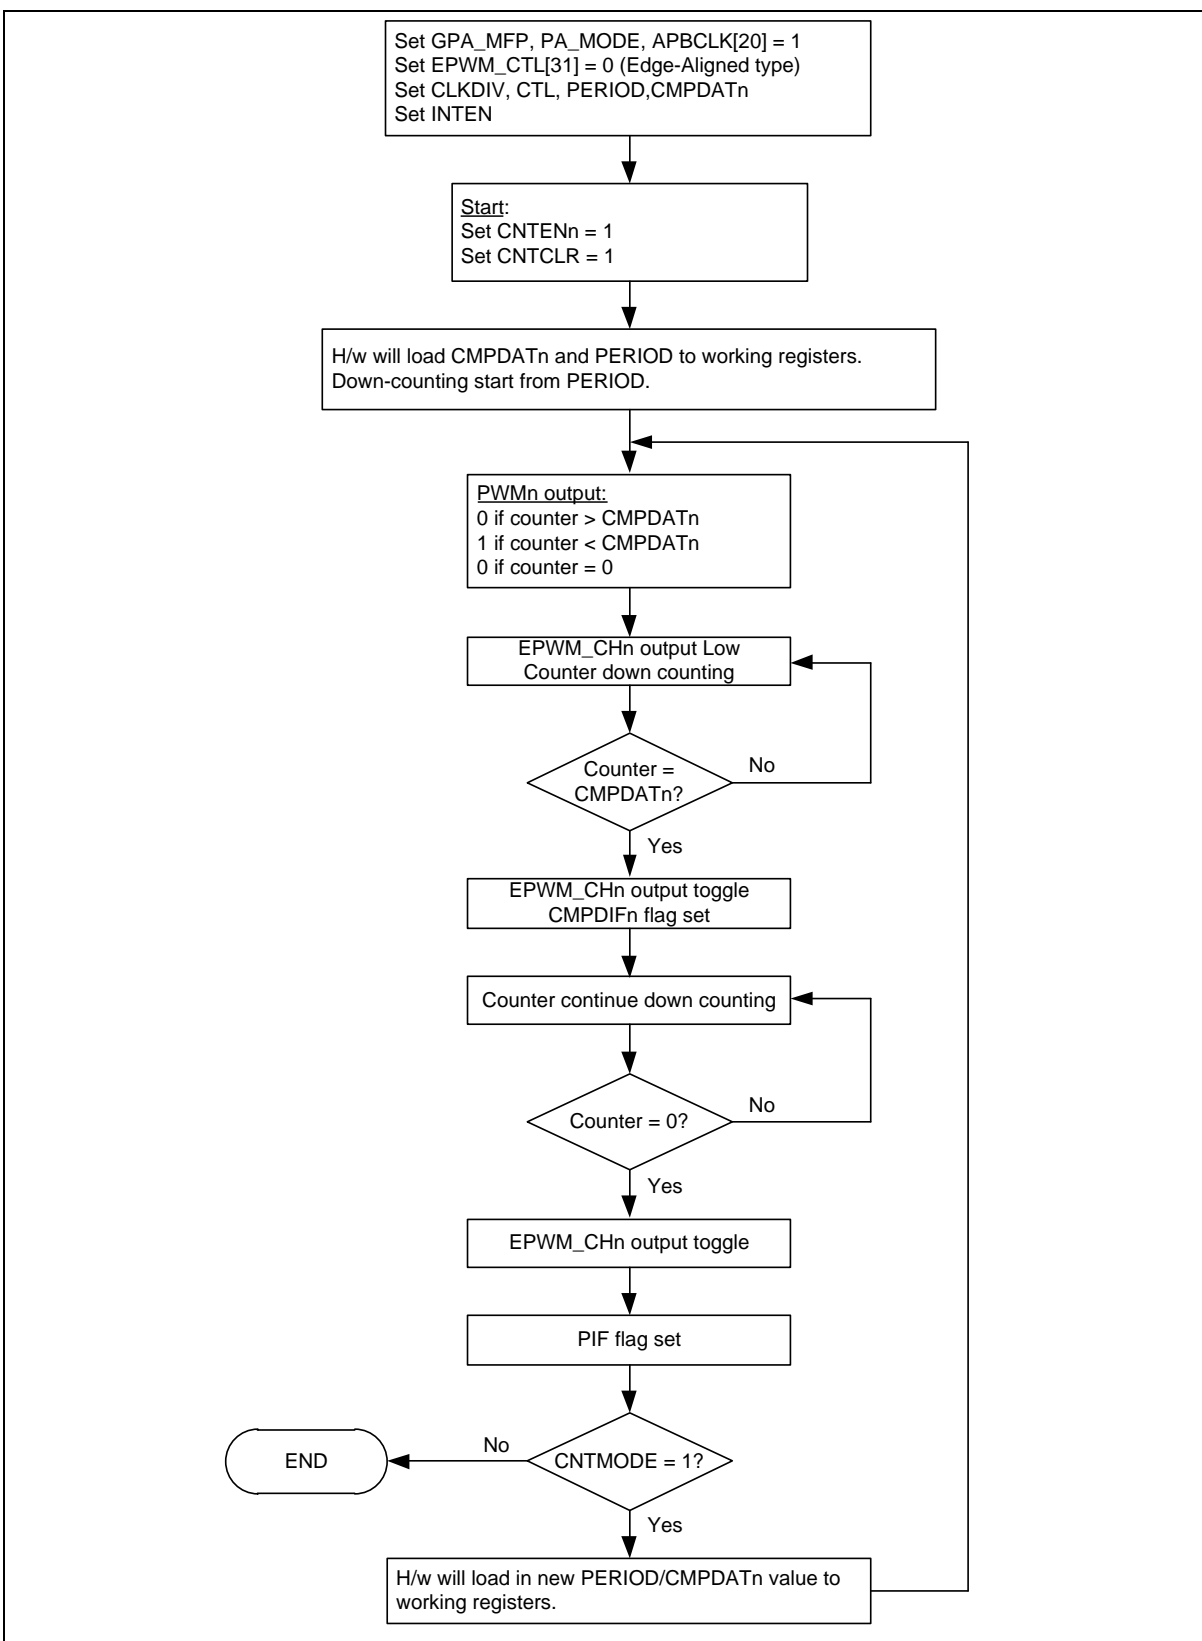 Set GPA_MFP, PA_MODE, APBCLK[20] = 1
Set EPWM_CTL[31] = 0 (Edge-Aligned type)
Set CLKDIV, CTL, PERIOD,CMPDATn
Set INTEN
Start:
Set CNTENn = 1
Set CNTCLR = 1
H/w will load CMPDATn and PERIOD to working registers.
Down-counting start from PERIOD.
PWMn output:
0 if counter > CMPDATn
1 if counter < CMPDATn
0 if counter = 0
EPWM_CHn output Low
Counter down counting
Counter =
CMPDATn?
No
Yes
EPWM_CHn output toggle
CMPDIFn flag set
Counter continue down counting
Counter = 0?
No
Yes
EPWM_CHn output toggle
PIF flag set
CNTMODE = 1?
No
END
Yes
H/w will load in new PERIOD/CMPDATn value to
working registers.